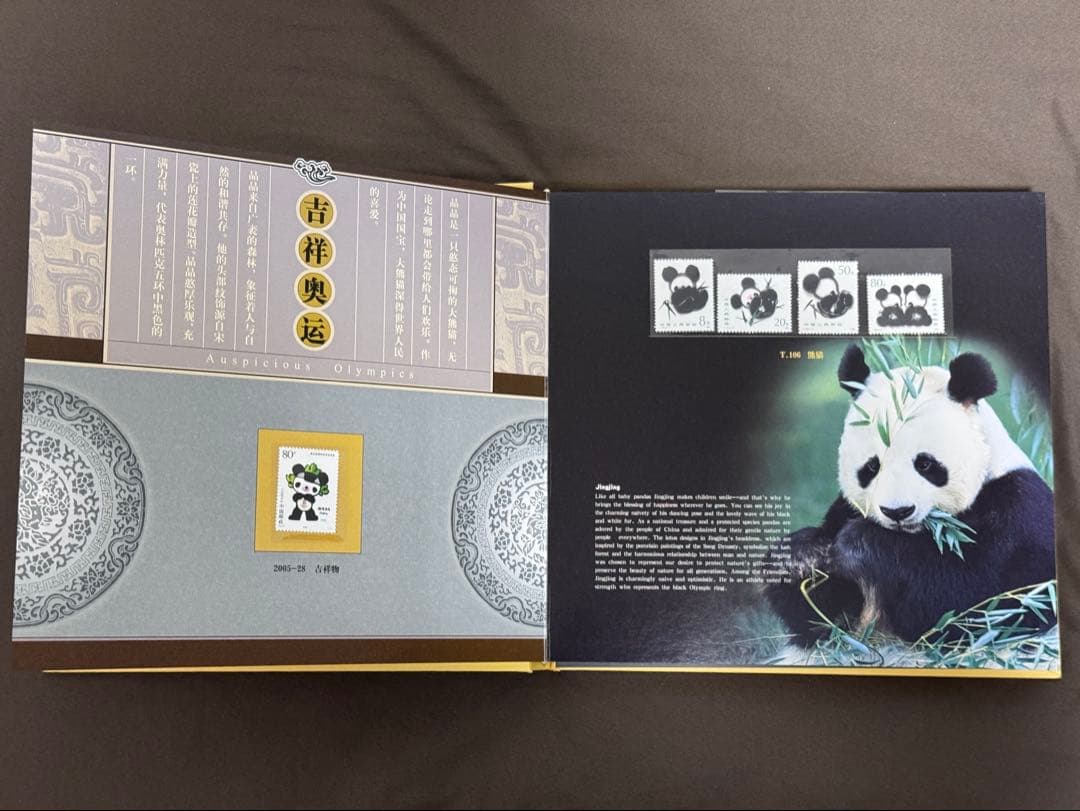 吉祥奥运
晶晶是一只憨态可掬的大熊猫，无
论走到哪里都会带给人们欢乐。作
为中国国宝，大熊猫深得世界人民
的喜爱。
晶晶来自广袤的森林，象征着人与自
然的和谐共存。他的头部纹饰源自宋
瓷上的莲花瓣造型。晶晶憨厚乐观，充
满力量，代表奥林匹克五环中黑色的
一环。
Auspicious Olympics
80
2005-28 吉祥物
8
20
50
80
T.106 熊猫
Jingjing
Like all baby pandas Jingjing makes children smile--and that's why he
brings the blessing of happiness wherever he goes. You can see his joy in
the charming naivety of his dancing pose and the lovely wave of his black
and white fur. As a national treasure and a protected species pandas are
adored by the people of China and admired for their gentle nature by
people everywhere. The lotus designs in Jingjing's headdress, which are
inspired by the porcelain paintings of the Song Dynasty, symbolize the lush
forest and the harmonious relationship between man and nature. Jingjing
was chosen to represent our desire to protect nature's gifts--and to
preserve the beauty of nature for all generations. Among the Friendlies,
Jingjing is charmingly naive and optimistic. He is an athlete noted for
strength who represents the black Olympic ring.